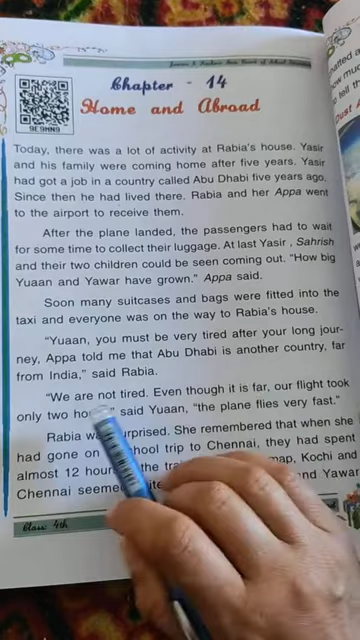 Chapter - 14
Home and Abroad
9E9HN9
Today, there was a lot of activity at Rabia's house. Yasir
and his family were coming home after five years. Yasir
had got a job in a country called Abu Dhabi five years ago.
Since then he had lived there. Rabia and her Appa went
to the airport to receive them.
After the plane landed, the passengers had to wait
for some time to collect their luggage. At last Yasir , Sahrish
and their two children could be seen coming out. “How big
Yuaan and Yawar have grown.” Appa said.
Soon many suitcases and bags were fitted into the
taxi and everyone was on the way to Rabia's house.
“Yuaan, you must be very tired after your long jour-
ney, Appa told me that Abu Dhabi is another country, far
from India,” said Rabia.
“We are not tired. Even though it is far, our flight took
only two said Yuaan, “the plane flies very fast.”
Rabia surprised. She remembered that when she
had gone on trip to Chennai, they had spent
almost 12 hour the map, Kochi and
Chennai seemed Yawar
Class 4th